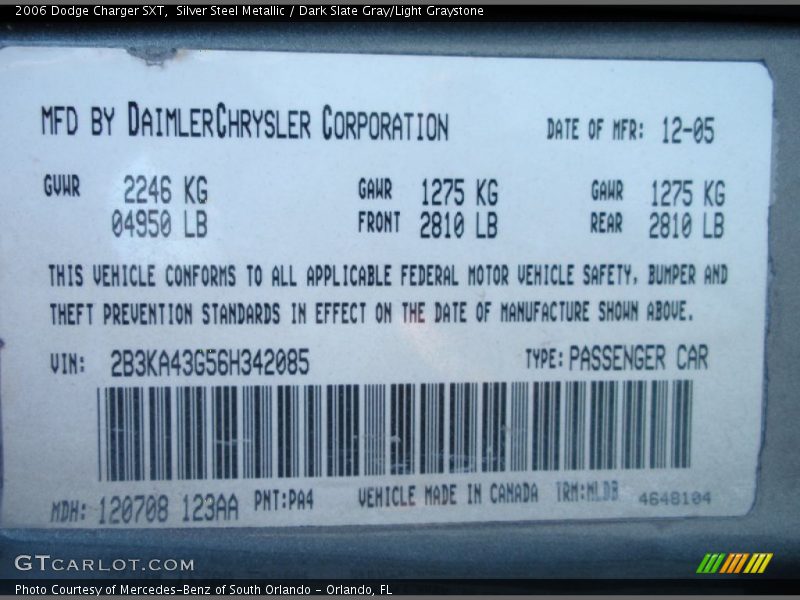 2006 Dodge Charger SXT,  Silver Steel Metallic / Dark Slate Gray/Light Graystone
MFD BY DAIMLERCHRYSLER CORPORATION DATE OF MFR: 12-05
GVWR 2246 KG GAWR 1275 KG GAWR 1275 KG
04950 LB FRONT 2810 LB REAR 2810 LB
THIS VEHICLE CONFORMS TO ALL APPLICABLE FEDERAL MOTOR VEHICLE SAFETY, BUMPER AND
THEFT PREVENTION STANDARDS IN EFFECT ON THE DATE OF MANUFACTURE SHOWN ABOVE.
VIN: 2B3KA43G56H342085 TYPE: PASSENGER CAR
MDH: 120708 123AA PNT:PA4 VEHICLE MADE IN CANADA TRM:MLDB 4648104
GTCARLOT.COM
Photo Courtesy of Mercedes-Benz of South Orlando - Orlando, FL